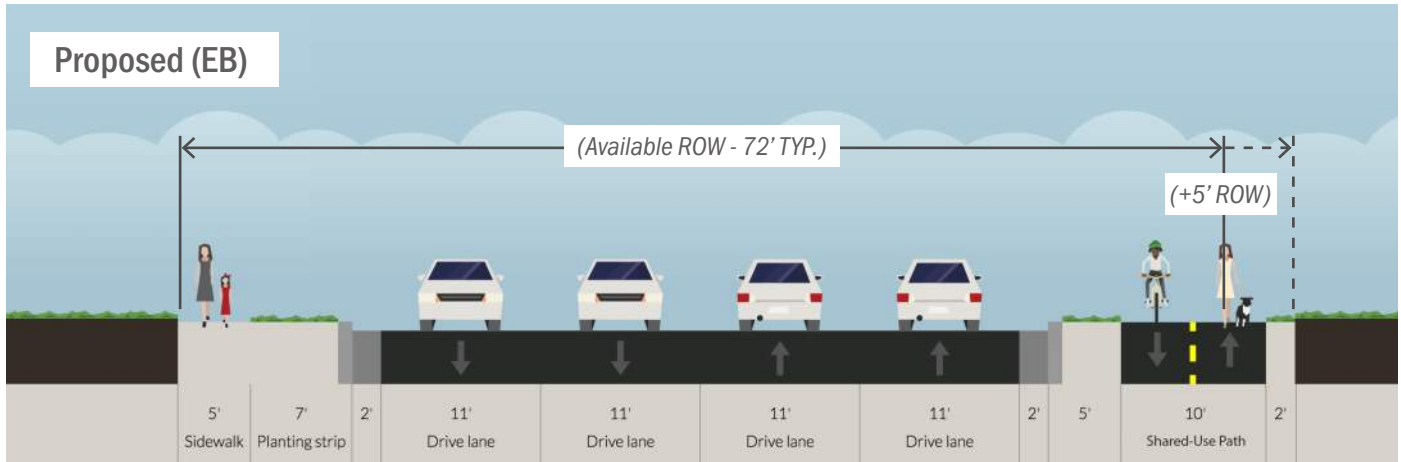 Proposed (EB)
(Available ROW - 72' TYP.)
(+5' ROW)
5' 7' 2' 11' 11' 11' 11' 2' 5' 10' 2'
Sidewalk Planting strip Drive lane Drive lane Drive lane Drive lane Shared-Use Path